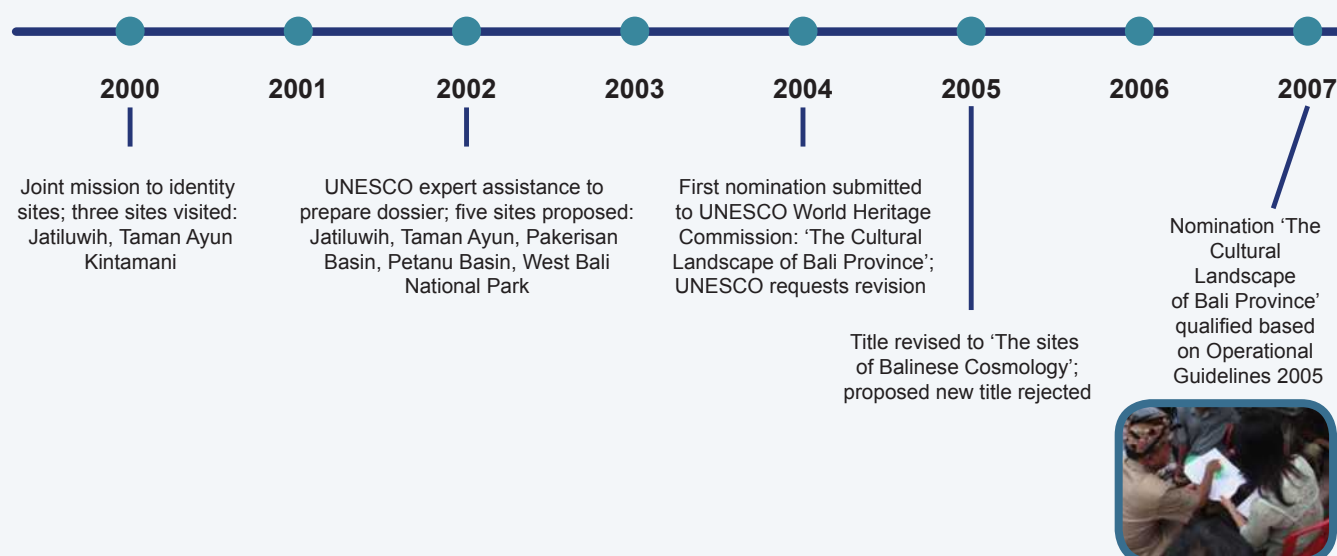 2000 2001 2002 2003 2004 2005 2006 2007
Joint mission to identity
sites; three sites visited:
Jatiluwih, Taman Ayun
Kintamani
UNESCO expert assistance to
prepare dossier; five sites proposed:
Jatiluwih, Taman Ayun, Pakerisan
Basin, Petanu Basin, West Bali
National Park
First nomination submitted
to UNESCO World Heritage
Commission: ‘The Cultural
Landscape of Bali Province’;
UNESCO requests revision
Title revised to ‘The sites
of Balinese Cosmology’;
proposed new title rejected
Nomination ‘The
Cultural
Landscape
of Bali Province’
qualified based
on Operational
Guidelines 2005